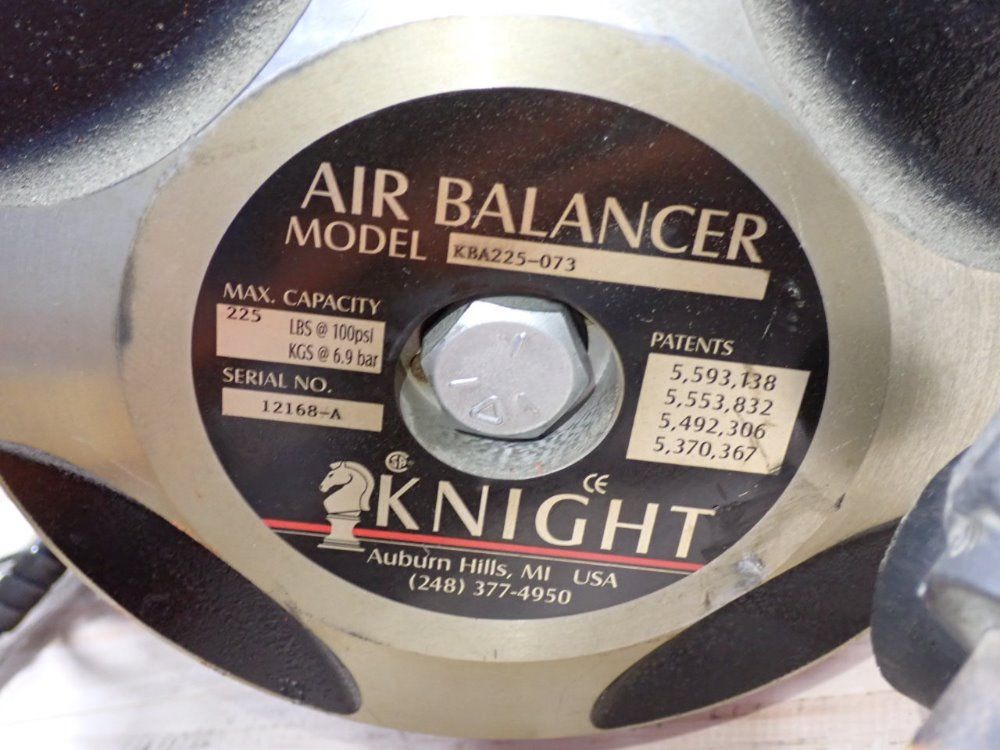 AIR BALANCER
MODEL KBA225-073
MAX. CAPACITY
225 LBS @ 100psi
KGS @ 6.9 bar
SERIAL NO.
12168-A
PATENTS
5,593,138
5,553,832
5,492,306
5,370,367
CE
KNIGHT
Auburn Hills, MI USA
(248) 377-4950